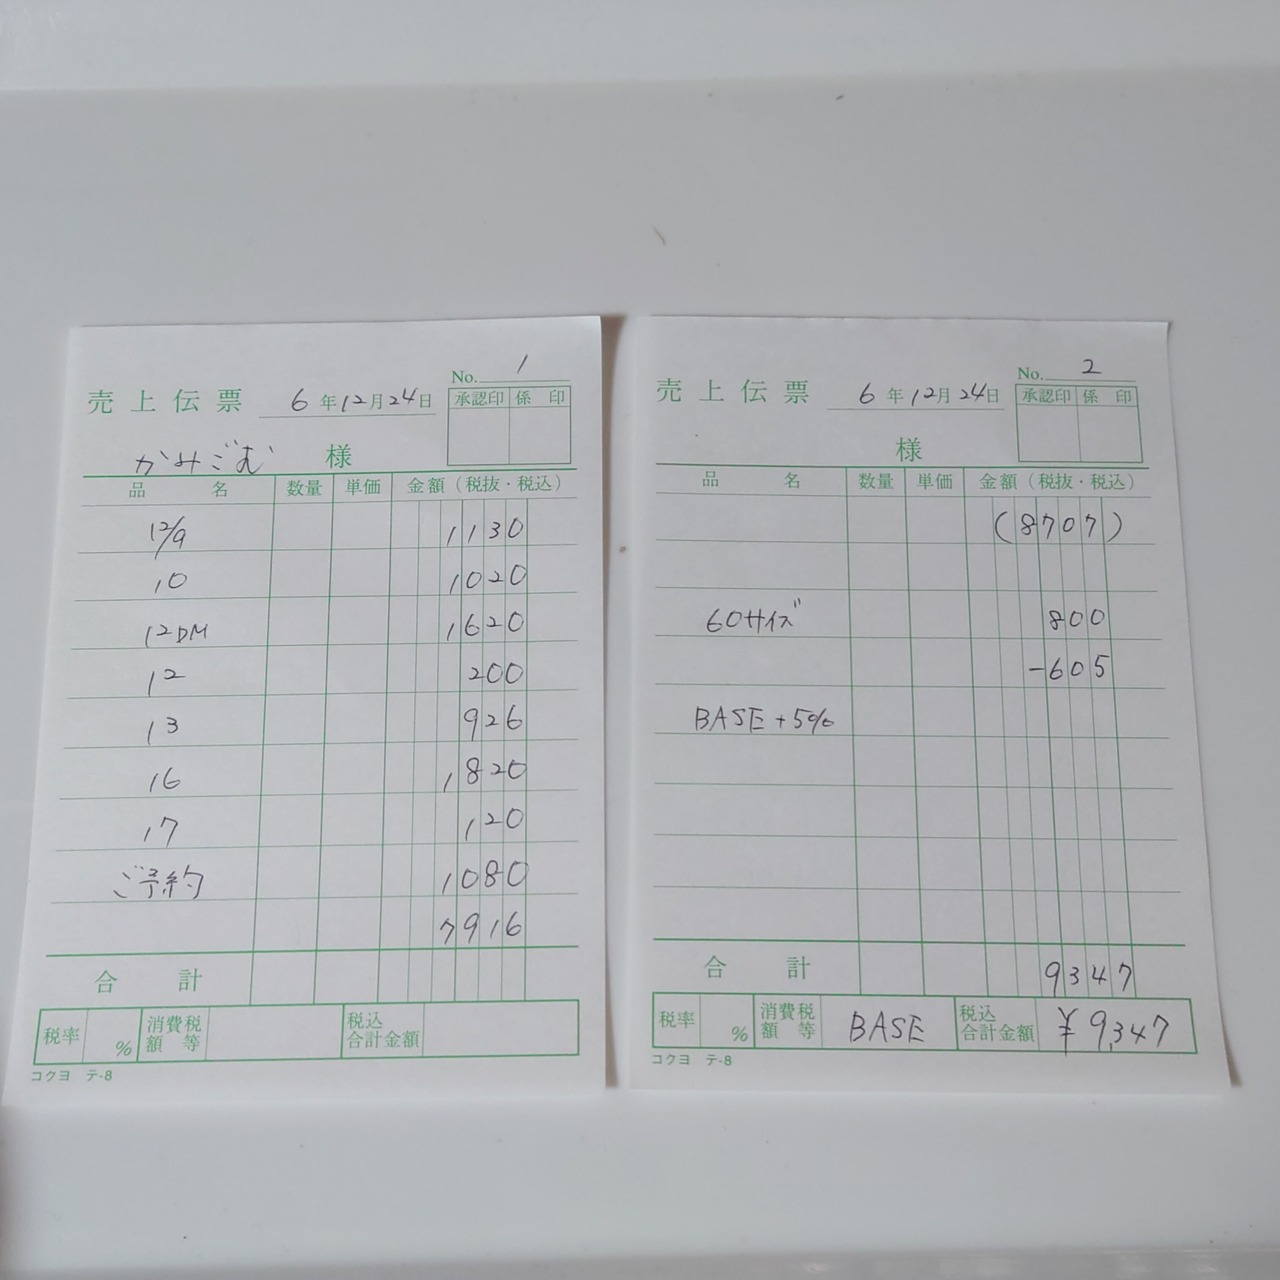 No. 1
売上伝票 6年12月24日 承認印 係印
かみごむ 様
品名 数量 単価 金額(税抜・税込)
12/9 1130
10 1020
12DM 1620
12 200
13 926
16 1820
17 120
ご予約 1080
7916
合計
税率 % 消費税額等 税込合計金額
コクヨ テ-8
No. 2
売上伝票 6年12月24日 承認印 係印
様
品名 数量 単価 金額(税抜・税込)
(8707)
60サイズ 800
-605
BASE+5%
合計 9347
税率 % 消費税額等 BASE 税込合計金額 ¥9,347
コクヨ テ-8